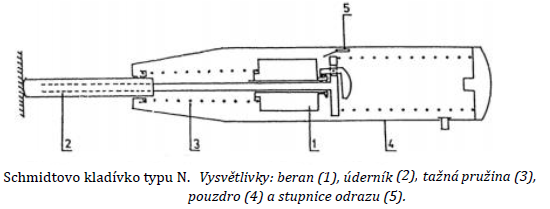 5
2
3
1
4
Schmidtovo kladívko typu N. Vysvětlivky: beran (1), úderník (2), tažná pružina (3),
pouzdro (4) a stupnice odrazu (5).